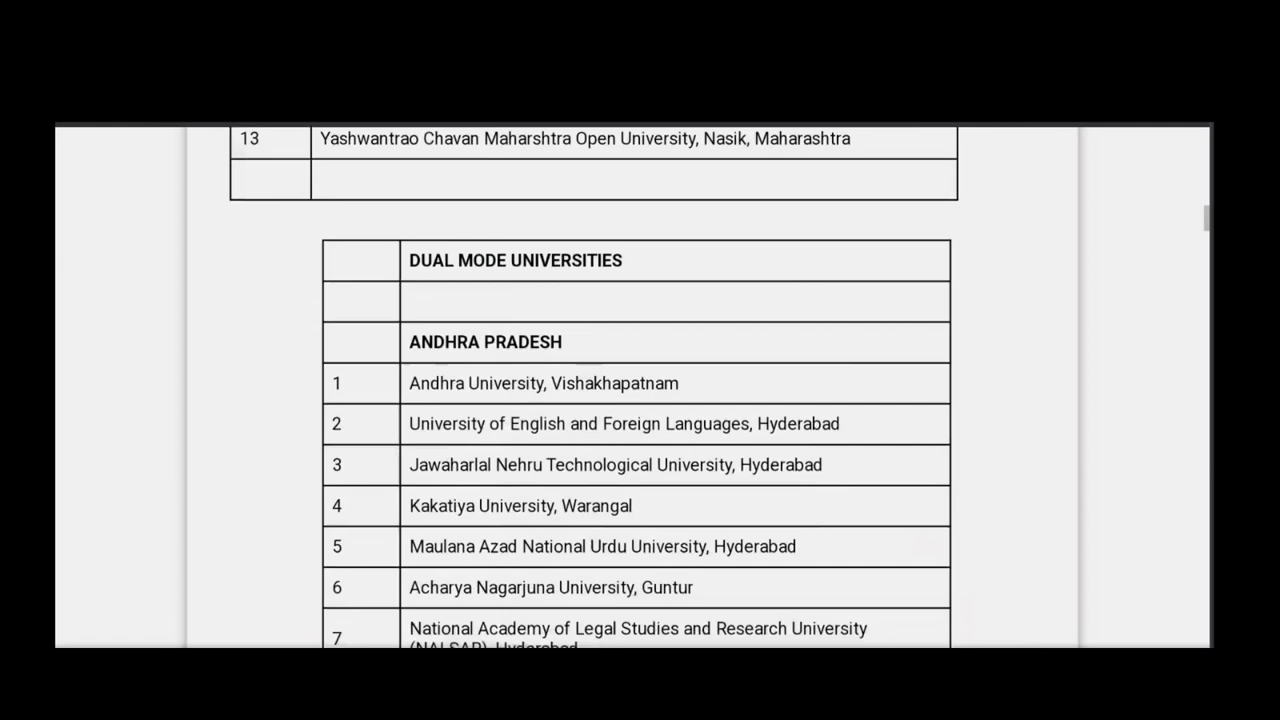 13 Yashwantrao Chavan Maharshtra Open University, Nasik, Maharashtra
DUAL MODE UNIVERSITIES
ANDHRA PRADESH
1 Andhra University, Vishakhapatnam
2 University of English and Foreign Languages, Hyderabad
3 Jawaharlal Nehru Technological University, Hyderabad
4 Kakatiya University, Warangal
5 Maulana Azad National Urdu University, Hyderabad
6 Acharya Nagarjuna University, Guntur
7 National Academy of Legal Studies and Research University
(NALSAR), Hyderabad